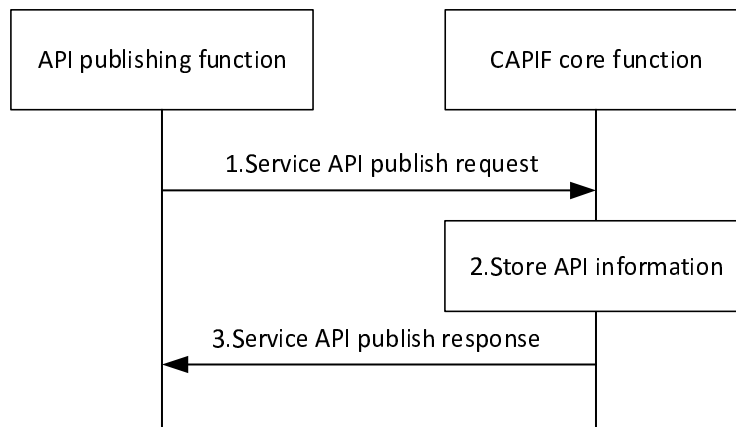 API publishing function
CAPIF core function
1.Service API publish request
2.Store API information
3.Service API publish response